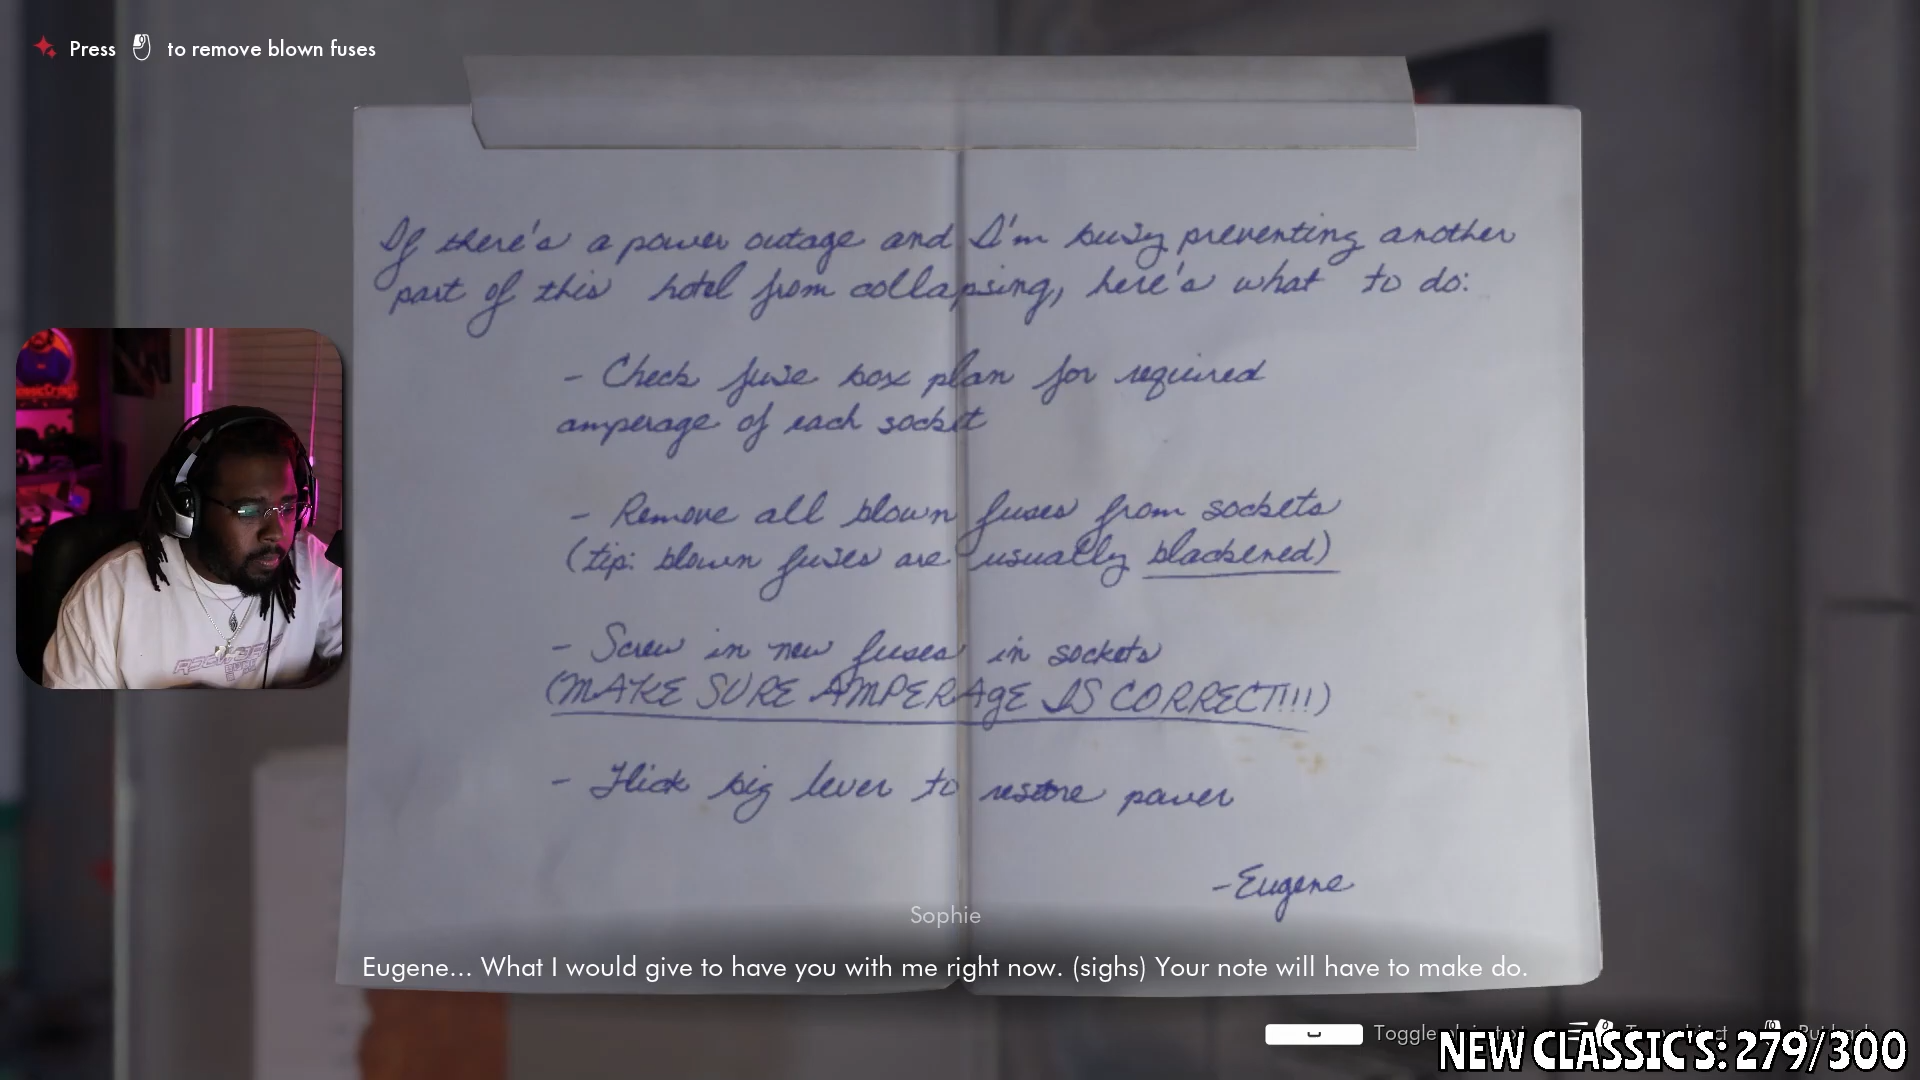 Press to remove blown fuses
If there's a power outage and I'm busy preventing another
part of this hotel from collapsing, here's what to do:
- Check fuse box plan for required
amperage of each socket
- Remove all blown fuses from sockets
(tip: blown fuses are usually blackened)
- Screw in new fuses in sockets
(MAKE SURE AMPERAGE IS CORRECT!!!)
- Flick big lever to restore power
-Eugene
Sophie
Eugene... What I would give to have you with me right now. (sighs) Your note will have to make do.
Toggle
NEW CLASSIC'S: 279/300